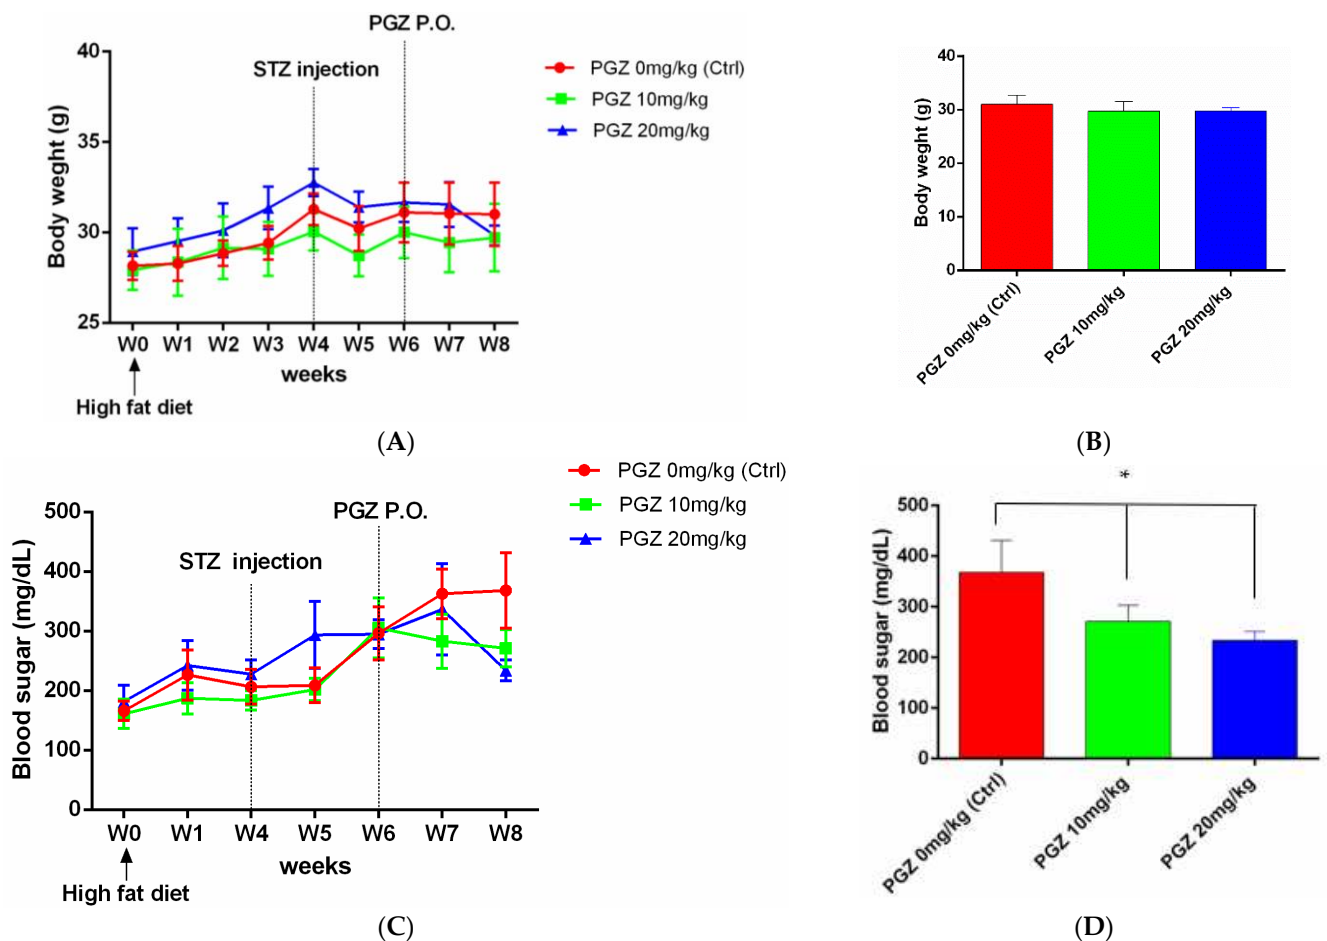 PGZ P.O.
STZ injection
PGZ 0mg/kg (Ctrl)
PGZ 10mg/kg
PGZ 20mg/kg
Body weght (g)
40
35
30
25
W0 W1 W2 W3 W4 W5 W6 W7 W8
weeks
High fat diet
(A)
Body weght (g)
40
30
20
10
0
PGZ 0mg/kg (Ctrl)
PGZ 10mg/kg
PGZ 20mg/kg
(B)
PGZ 0mg/kg (Ctrl)
PGZ 10mg/kg
PGZ 20mg/kg
PGZ P.O.
STZ injection
Blood sugar (mg/dL)
500
400
300
200
100
0
W0 W1 W4 W5 W6 W7 W8
weeks
High fat diet
(C)
*
Blood sugar (mg/dL)
500
400
300
200
100
0
PGZ 0mg/kg (Ctrl)
PGZ 10mg/kg
PGZ 20mg/kg
(D)